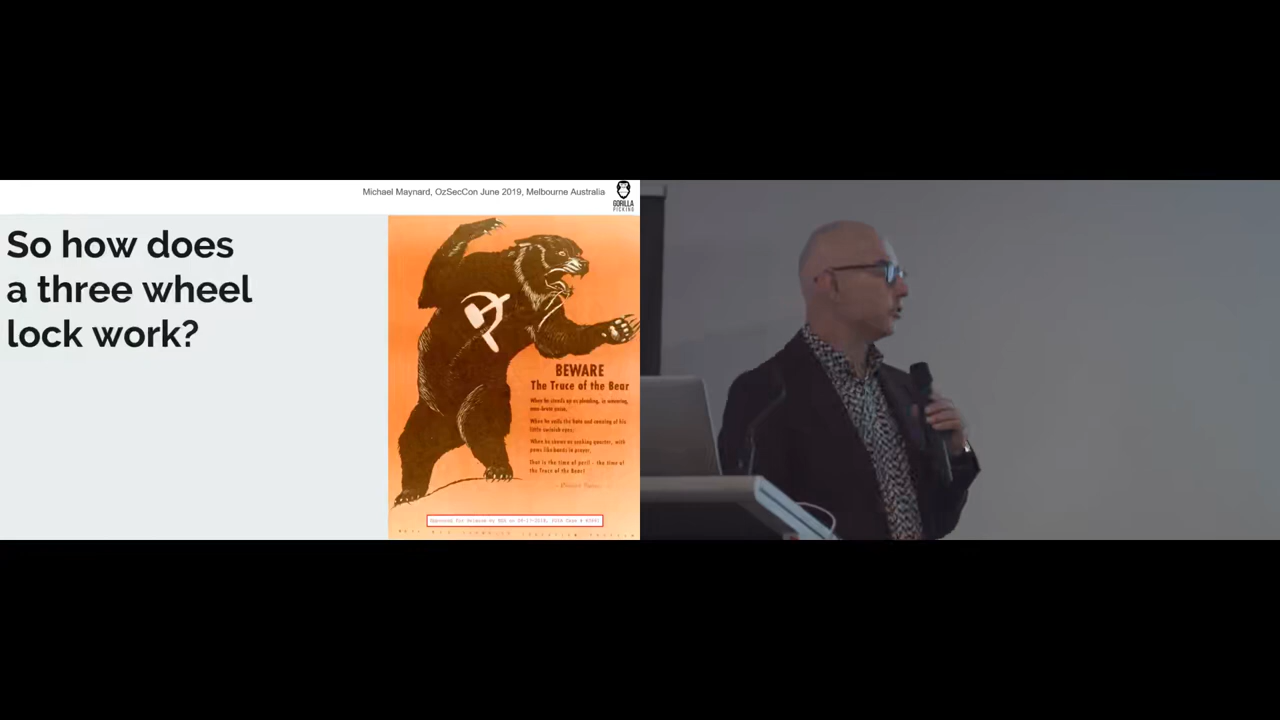 Michael Maynard, OzSecCon June 2019, Melbourne Australia
GORILLA
PICKING
So how does
a three wheel
lock work?
BEWARE
The Truce of the Bear
When he stands up as pleading, in wavering,
man-brute guise,
When he veils the hate and cunning of his
little swinish eyes;
When he shows as seeking quarter, with
paws like hands in prayer,
That is the time of peril - the time of
the Truce of the Bear!